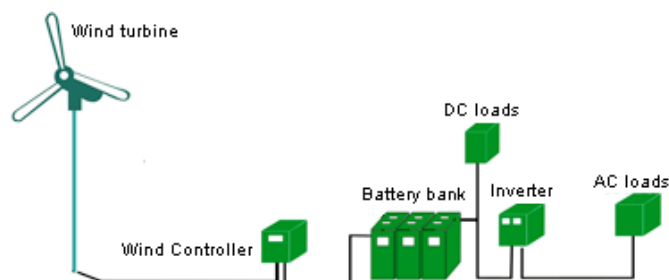 Wind turbine
DC loads
Battery bank
Inverter
AC loads
Wind Controller